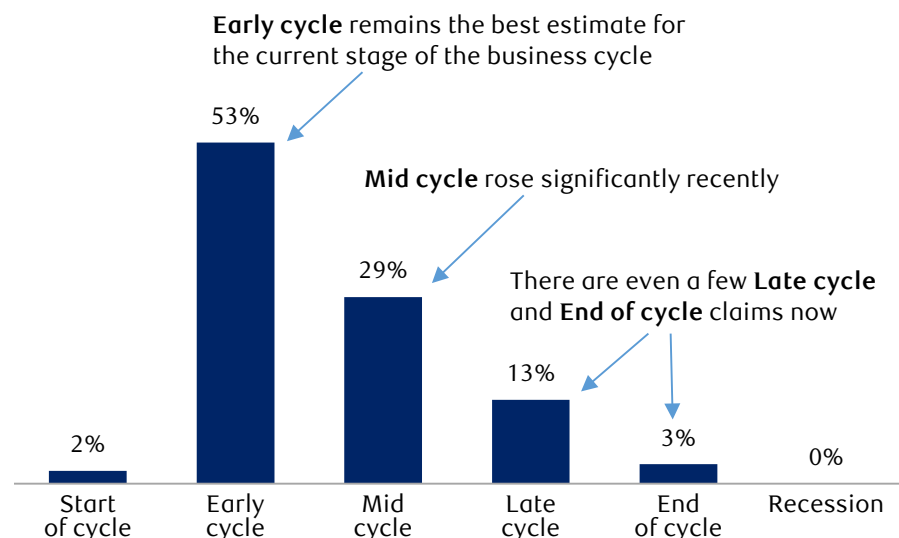 Early cycle remains the best estimate for
the current stage of the business cycle
53%
Mid cycle rose significantly recently
29%
There are even a few Late cycle
and End of cycle claims now
13%
2%
3%
0%
Start
of cycle
Early
cycle
Mid
cycle
Late
cycle
End
of cycle
Recession